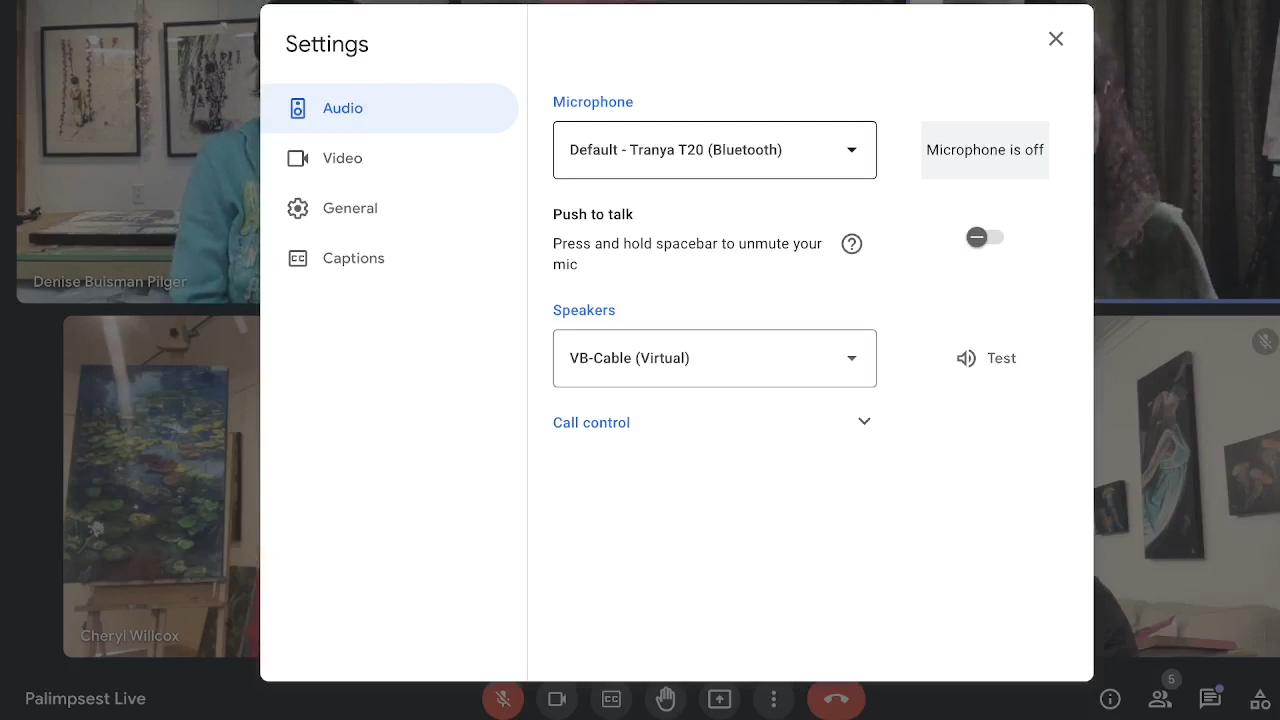 Settings
Audio
Video
General
Captions
Microphone
Default - Tranya T20 (Bluetooth)
Microphone is off
Push to talk
Press and hold spacebar to unmute your
mic
Speakers
VB-Cable (Virtual)
Test
Call control
Denise Buisman Pilger
Cheryl Willcox
Palimpsest Live
CC
CC
5